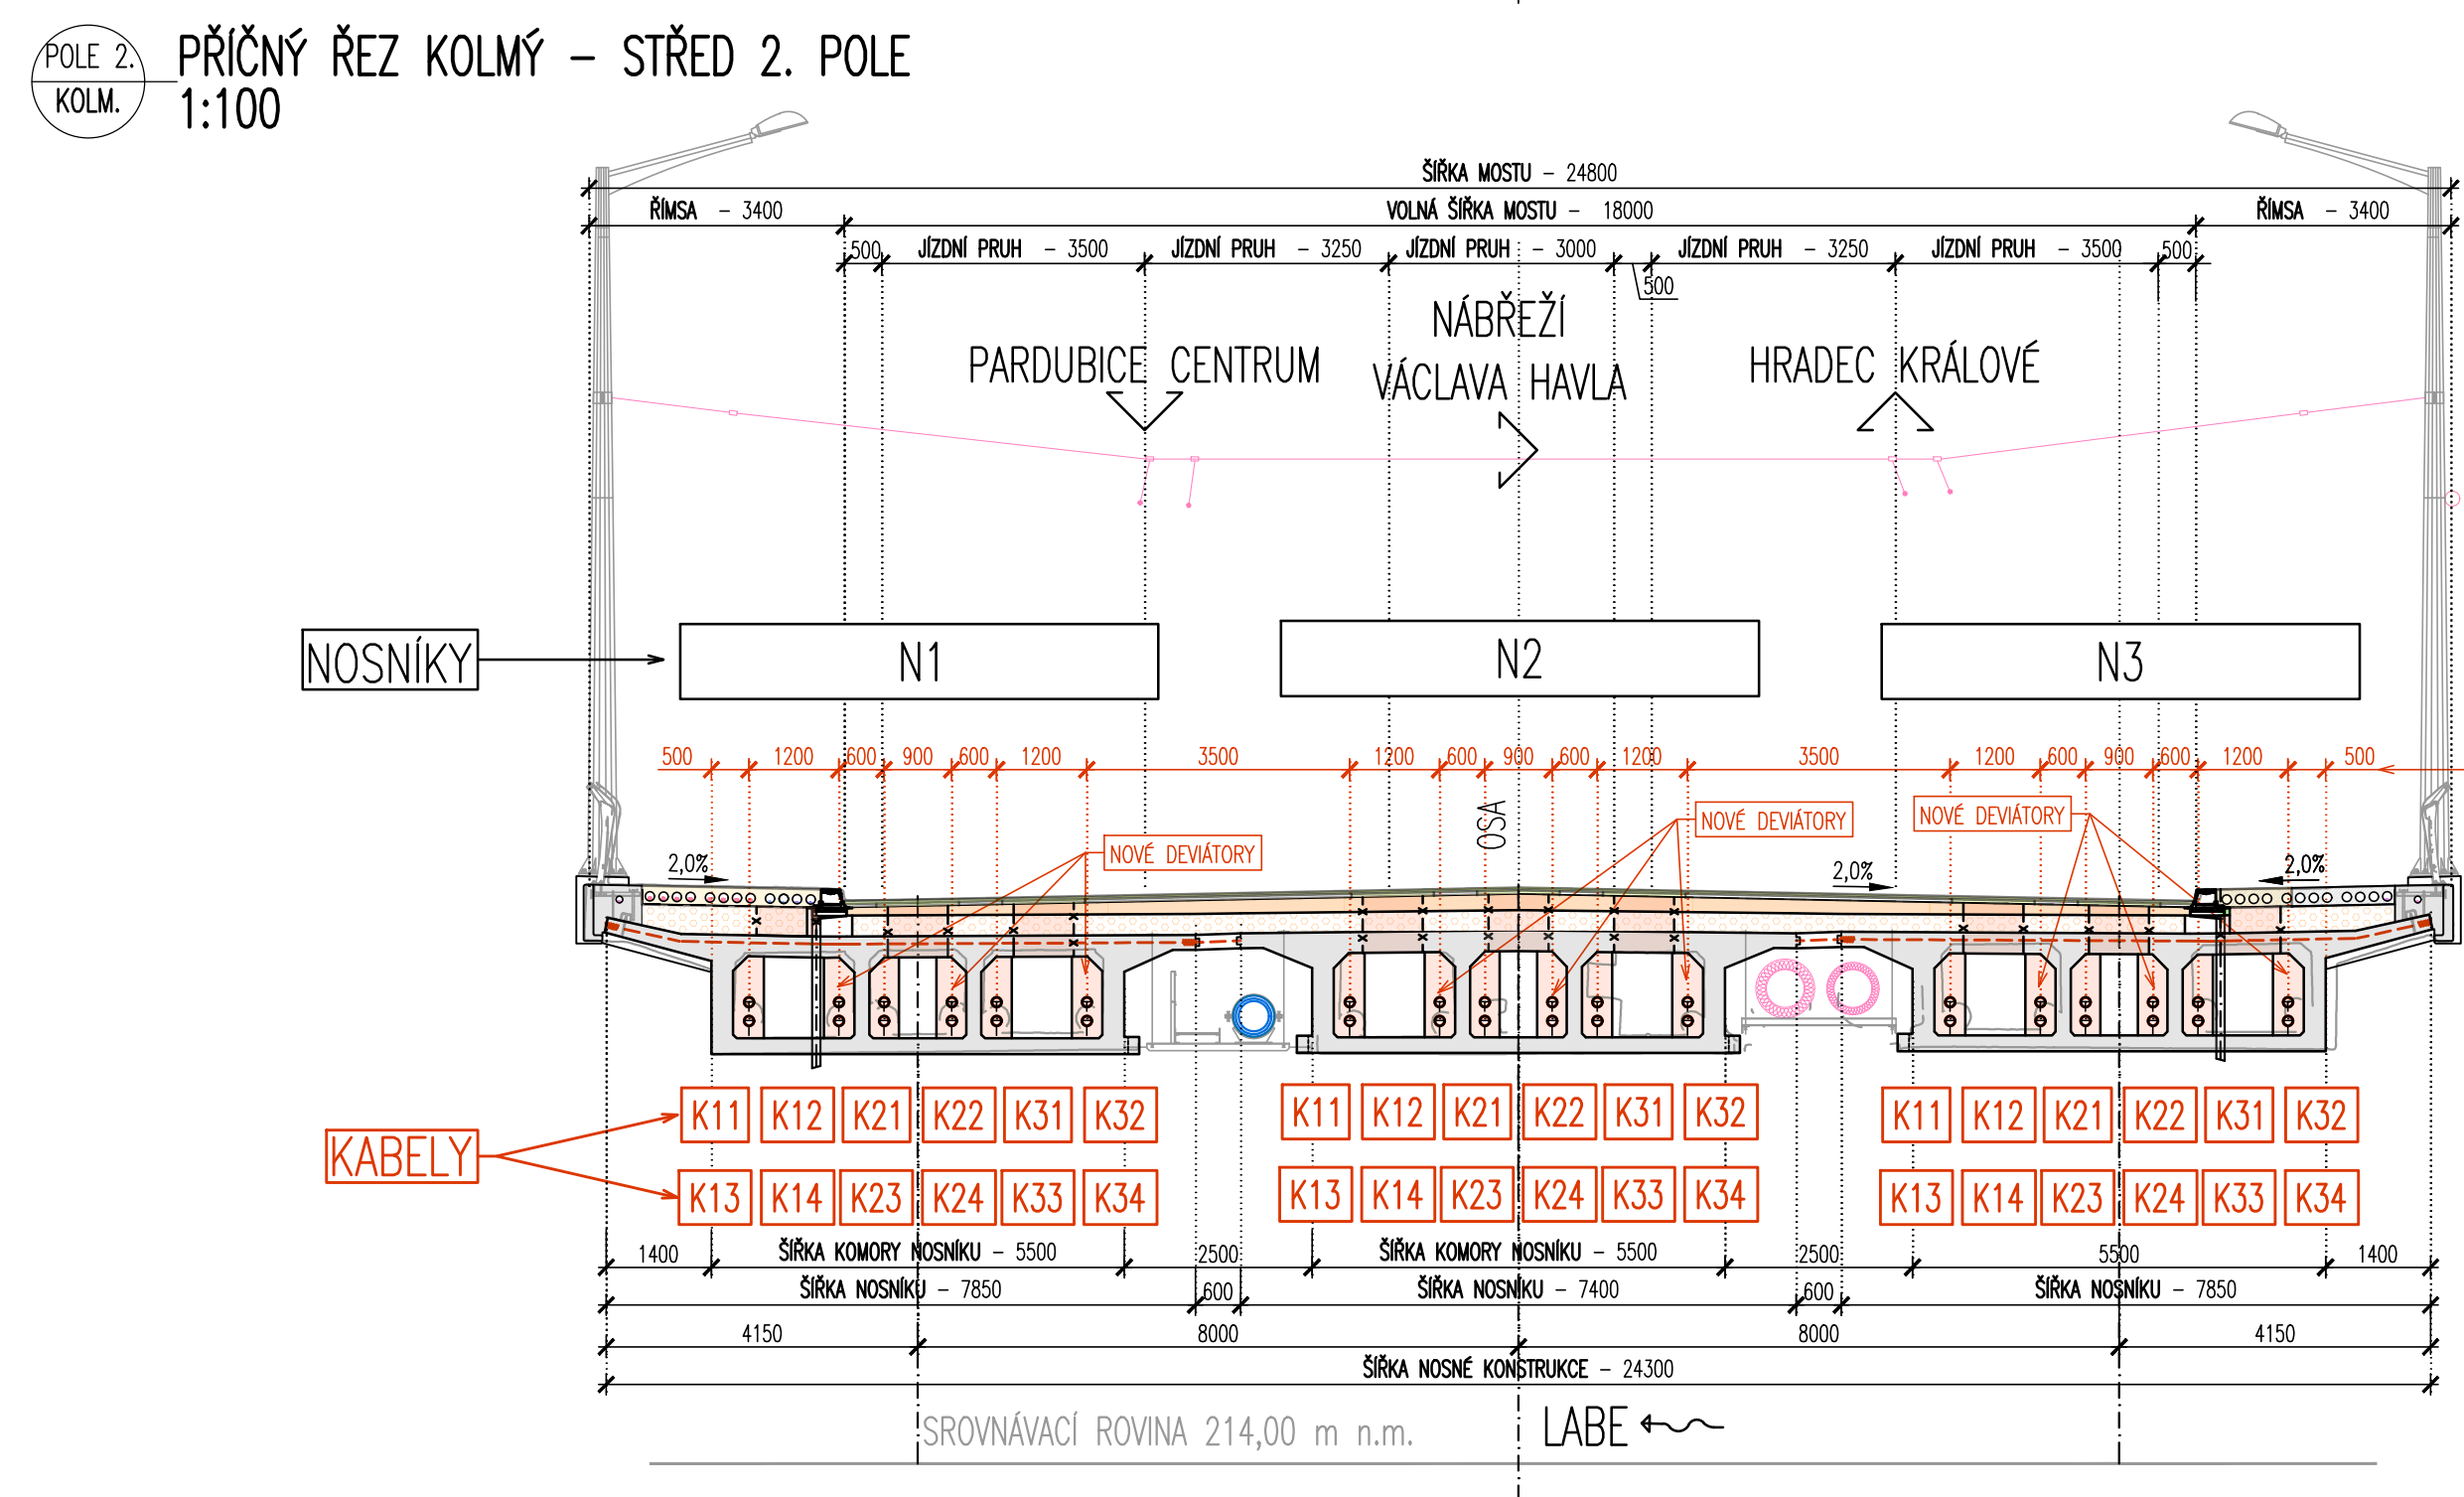 POLE 2.
KOLM.
PŘÍČNÝ ŘEZ KOLMÝ – STŘED 2. POLE
1:100
ŠÍŘKA MOSTU – 24800
ŘÍMSA – 3400
VOLNÁ ŠÍŘKA MOSTU – 18000
ŘÍMSA – 3400
500
JÍZDNÍ PRUH – 3500
JÍZDNÍ PRUH – 3250
JÍZDNÍ PRUH – 3000
JÍZDNÍ PRUH – 3250
JÍZDNÍ PRUH – 3500
500
500
PARDUBICE CENTRUM
NÁBŘEŽÍ
VÁCLAVA HAVLA
HRADEC KRÁLOVÉ
NOSNÍKY
N1
N2
N3
500 1200 600 900 600 1200 3500 1200 600 900 600 1200 3500 1200 600 900 600 1200 500
OSA
NOVÉ DEVIÁTORY
NOVÉ DEVIÁTORY
NOVÉ DEVIÁTORY
2,0%
2,0%
2,0%
KABELY
K11 K12 K21 K22 K31 K32 K11 K12 K21 K22 K31 K32 K11 K12 K21 K22 K31 K32
K13 K14 K23 K24 K33 K34 K13 K14 K23 K24 K33 K34 K13 K14 K23 K24 K33 K34
1400 ŠÍŘKA KOMORY NOSNÍKU – 5500 2500 ŠÍŘKA KOMORY NOSNÍKU – 5500 2500 5500 1400
ŠÍŘKA NOSNÍKU – 7850 600 ŠÍŘKA NOSNÍKU – 7400 600 ŠÍŘKA NOSNÍKU – 7850
4150 8000 8000 4150
ŠÍŘKA NOSNÉ KONSTRUKCE – 24300
SROVNÁVACÍ ROVINA 214,00 m n.m.
LABE